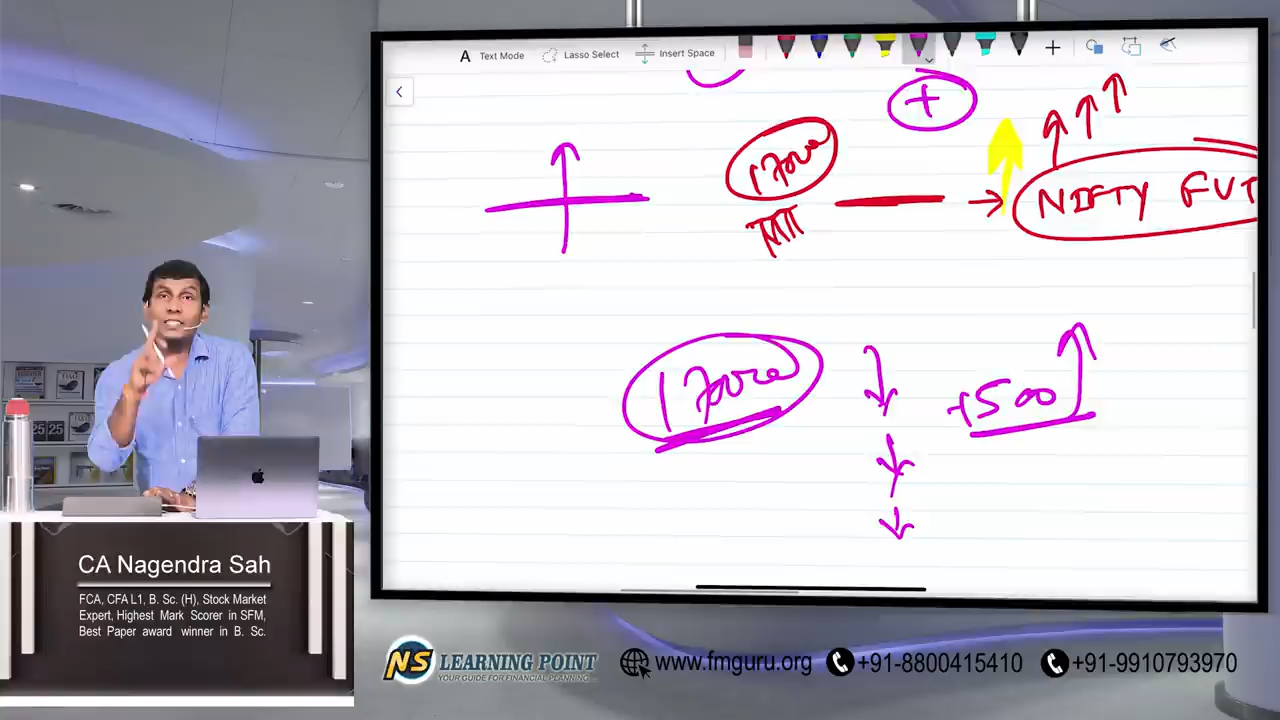 A Text Mode
Lasso Select
Insert Space
+
17000
NIFTY FUT
17000
+500
25 25
CA Nagendra Sah
FCA, CFA L1, B. Sc. (H), Stock Market
Expert, Highest Mark Scorer in SFM,
Best Paper award winner in B. Sc.
NS LEARNING POINT
YOUR GUIDE FOR FINANCIAL PLANNING
www.fmguru.org
+91-8800415410
+91-9910793970